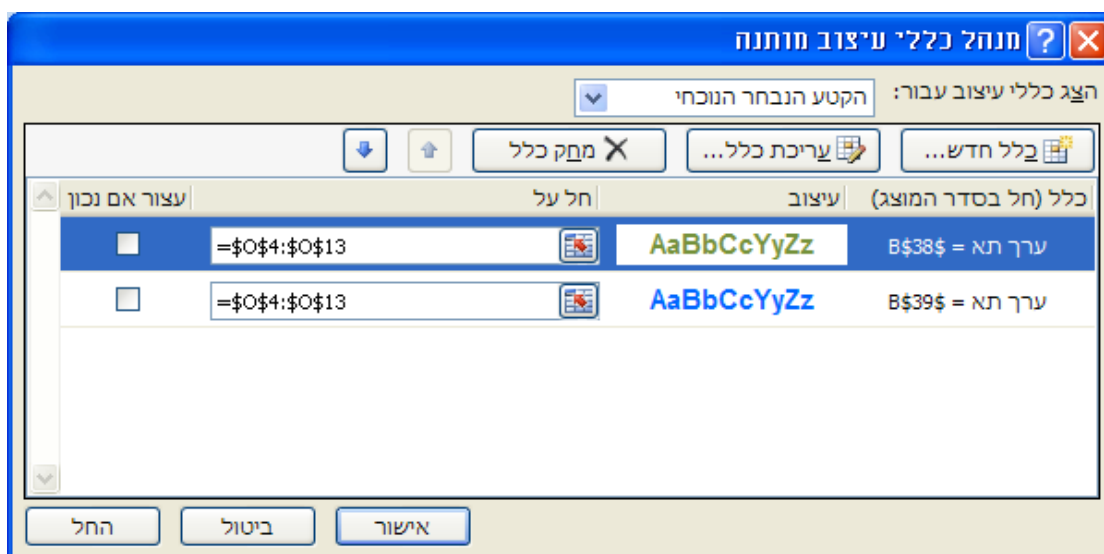 מנהל כללי עיצוב מותנה
הצג כללי עיצוב עבור: הקטע הנבחר הנוכחי
כלל חדש... עריכת כלל... מחק כלל
כלל (חל בסדר המוצג) עיצוב חל על עצור אם נכון
ערך תא = $B$38 AaBbCcYyZz =$O$4:$O$13
ערך תא = $B$39 AaBbCcYyZz =$O$4:$O$13
אישור ביטול החל